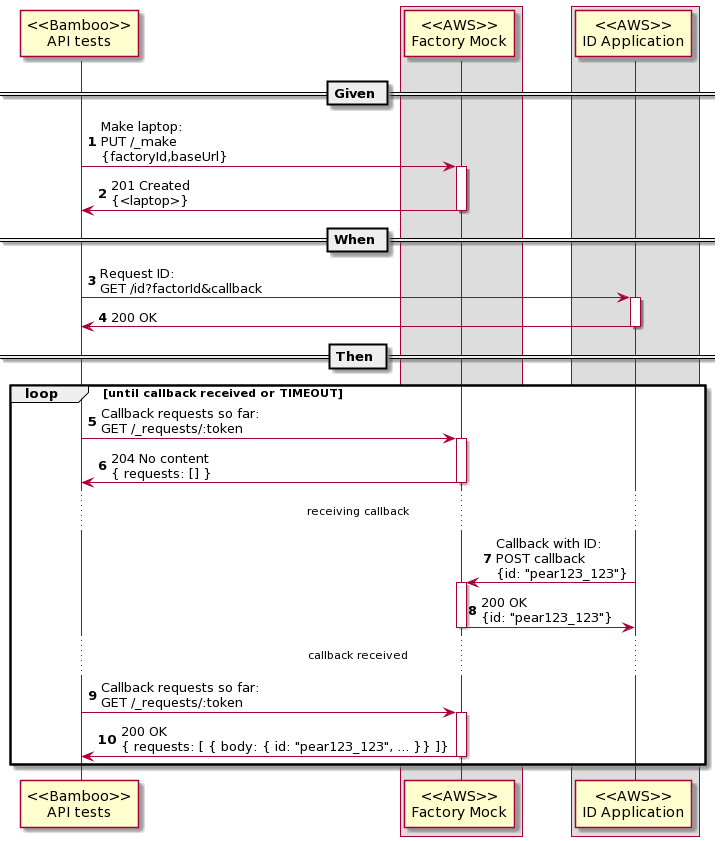 <<Bamboo>>
API tests
<<AWS>>
Factory Mock
<<AWS>>
ID Application
Given
Make laptop:
1 PUT /_make
{factoryId,baseUrl}
201 Created
2 {<laptop>}
When
Request ID:
3 GET /id?factorId&callback
4 200 OK
Then
loop [until callback received or TIMEOUT]
Callback requests so far:
5 GET /_requests/:token
204 No content
6 { requests: [] }
receiving callback
Callback with ID:
7 POST callback
{id: "pear123_123"}
200 OK
8 {id: "pear123_123"}
callback received
Callback requests so far:
9 GET /_requests/:token
200 OK
10 { requests: [ { body: { id: "pear123_123", ... }} ]}
<<Bamboo>>
API tests
<<AWS>>
Factory Mock
<<AWS>>
ID Application